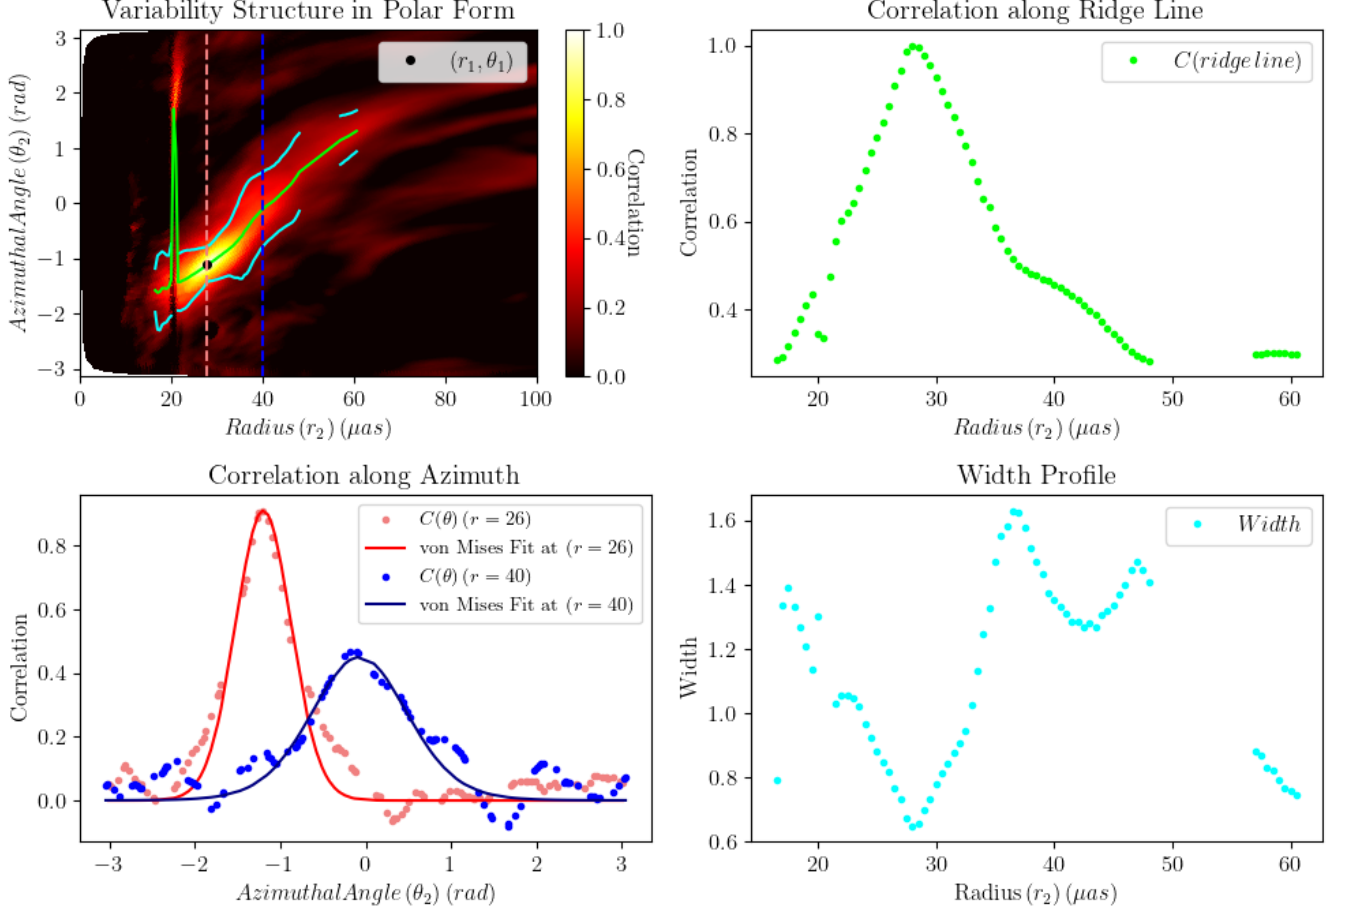 Variability Structure in Polar Form
Azimuthal Angle (θ₂) (rad)
3
2
1
0
−1
−2
−3
(r₁, θ₁)
0
20
40
60
80
100
Radius (r₂) (μas)
1.0
0.8
0.6
0.4
0.2
0.0
Correlation
Correlation along Ridge Line
Correlation
1.0
0.8
0.6
0.4
C(ridge line)
20
30
40
50
60
Radius (r₂) (μas)
Correlation along Azimuth
Correlation
0.8
0.6
0.4
0.2
0.0
C(θ) (r = 26)
von Mises Fit at (r = 26)
C(θ) (r = 40)
von Mises Fit at (r = 40)
−3
−2
−1
0
1
2
3
Azimuthal Angle (θ₂) (rad)
Width Profile
Width
1.6
1.4
1.2
1.0
0.8
0.6
Width
20
30
40
50
60
Radius (r₂) (μas)